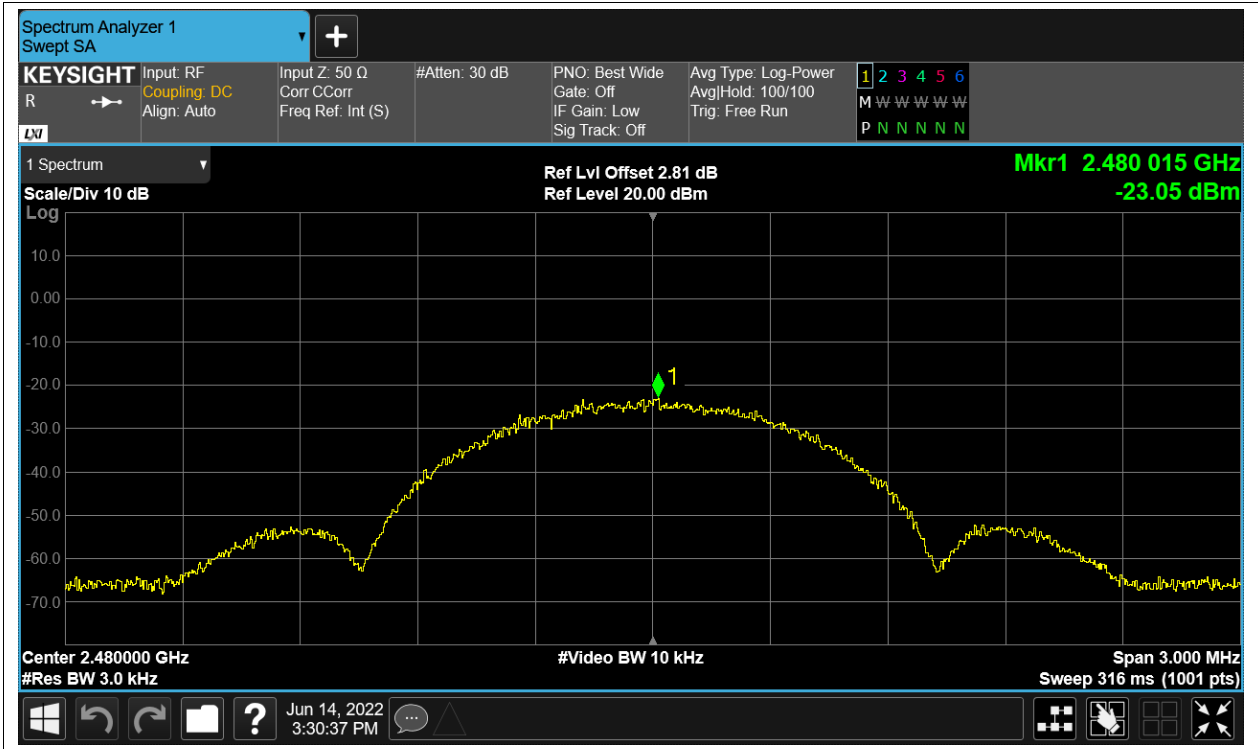 Spectrum Analyzer 1
Swept SA
+
KEYSIGHT
R
LXI
Input: RF
Coupling: DC
Align: Auto
Input Z: 50 Ω
Corr CCorr
Freq Ref: Int (S)
#Atten: 30 dB
PNO: Best Wide
Gate: Off
IF Gain: Low
Sig Track: Off
Avg Type: Log-Power
Avg|Hold: 100/100
Trig: Free Run
1 2 3 4 5 6
M W W W W W
P N N N N N
1 Spectrum
Scale/Div 10 dB
Ref Lvl Offset 2.81 dB
Ref Level 20.00 dBm
Mkr1 2.480 015 GHz
-23.05 dBm
Log
10.0
0.00
-10.0
-20.0
-30.0
-40.0
-50.0
-60.0
-70.0
1
Center 2.480000 GHz
#Res BW 3.0 kHz
#Video BW 10 kHz
Span 3.000 MHz
Sweep 316 ms (1001 pts)
?
Jun 14, 2022
3:30:37 PM